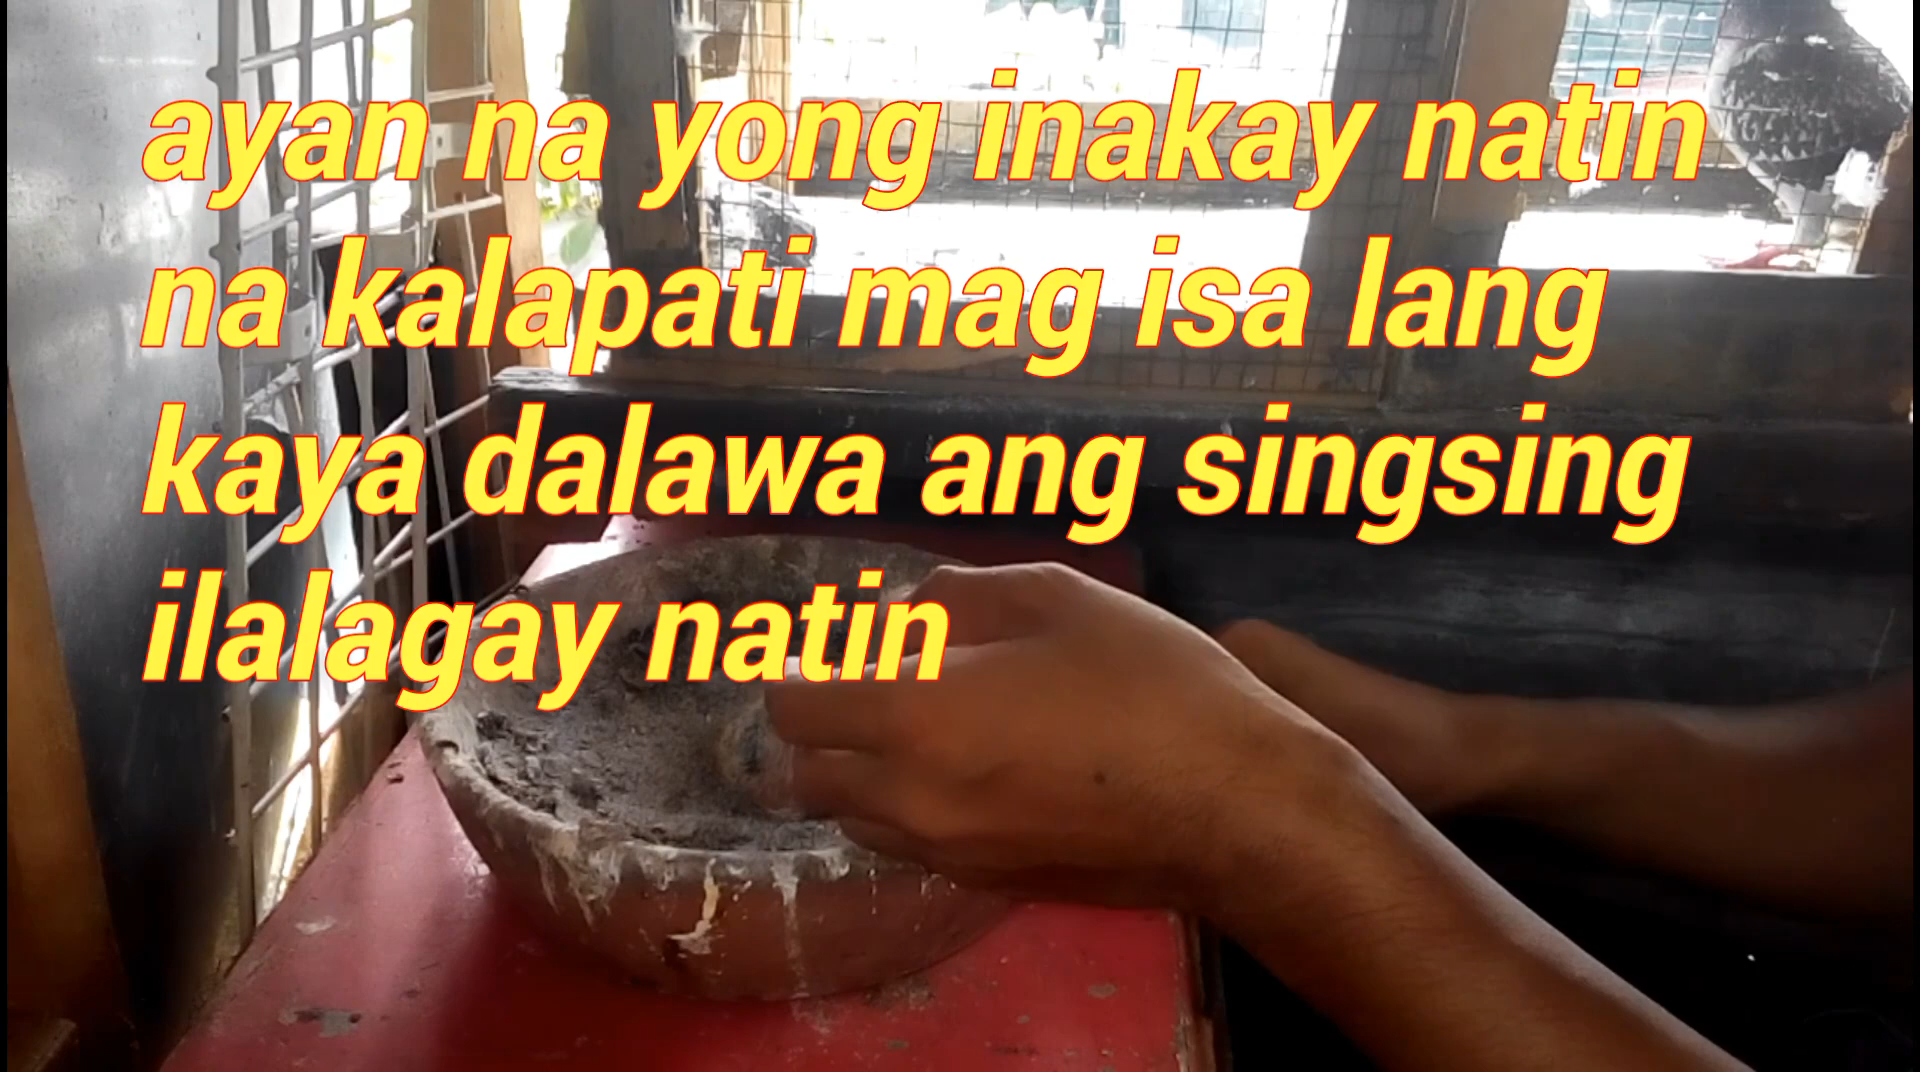 ayan na yong inakay natin
na kalapati mag isa lang
kaya dalawa ang singsing
ilalagay natin